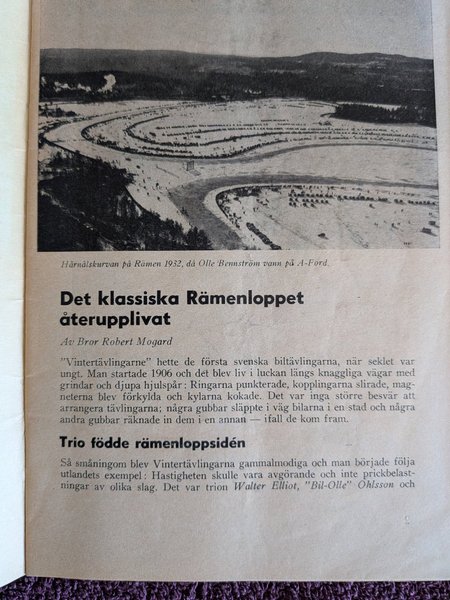 Hårnålskurvan på Rämen 1932, då Olle Bennström vann på A-Ford.
Det klassiska Rämenloppet
återupplivat
Av Bror Robert Mogard
"Vintertävlingarne" hette de första svenska biltävlingarna, när seklet var
ungt. Man startade 1906 och det blev liv i luckan längs knaggliga vägar med
grindar och djupa hjulspår: Ringarna punkterade, kopplingarna slirade, mag-
neterna blev förkylda och kylarna kokade. Det var inga större besvär att
arrangera tävlingarna; några gubbar släppte i väg bilarna i en stad och några
andra gubbar räknade in dem i en annan — ifall de kom fram.
Trio födde rämenloppsidén
Så småningom blev Vintertävlingarna gammalmodiga och man började följa
utlandets exempel: Hastigheten skulle vara avgörande och inte prickbelast-
ningar av olika slag. Det var trion Walter Elliot, "Bil-Olle" Ohlsson och